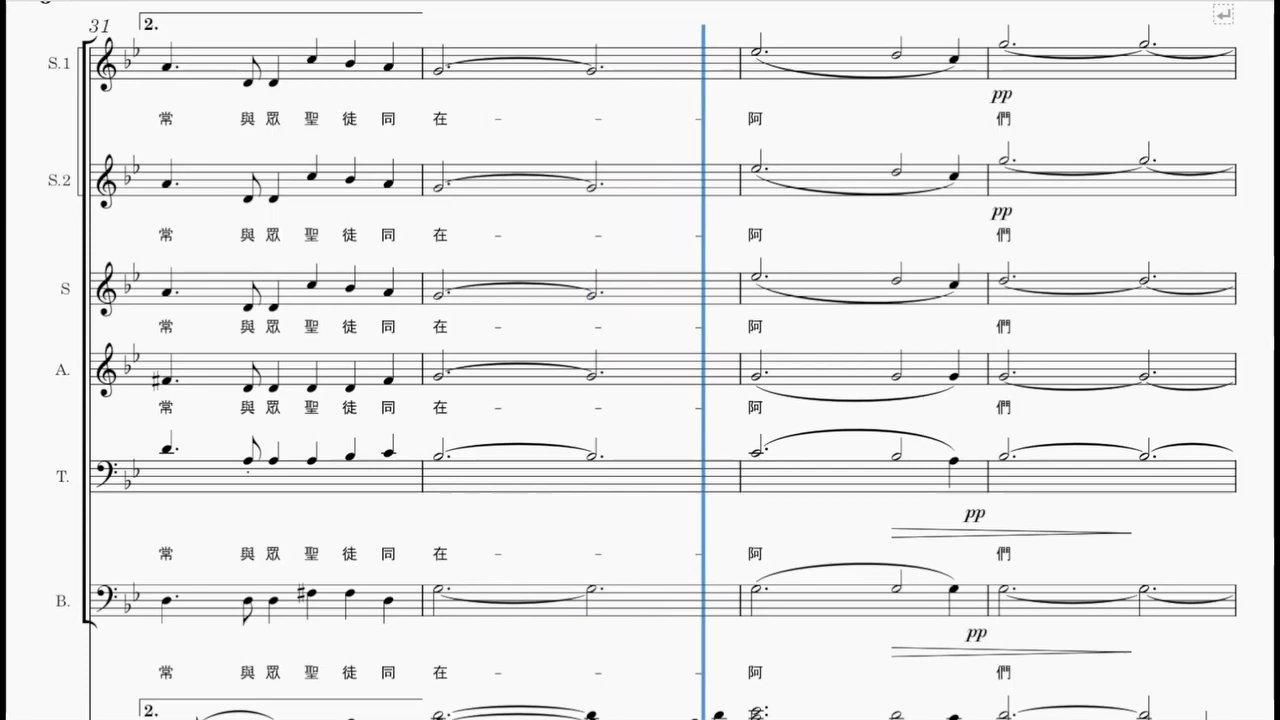 31
2.
S.1
常 與 眾 聖 徒 同 在 - - - 阿 們
pp
S.2
常 與 眾 聖 徒 同 在 - - - 阿 們
pp
S
常 與 眾 聖 徒 同 在 - - - 阿 們
A.
常 與 眾 聖 徒 同 在 - - - 阿 們
T.
pp
常 與 眾 聖 徒 同 在 - - - 阿 們
B.
pp
常 與 眾 聖 徒 同 在 - - - 阿 們
2.